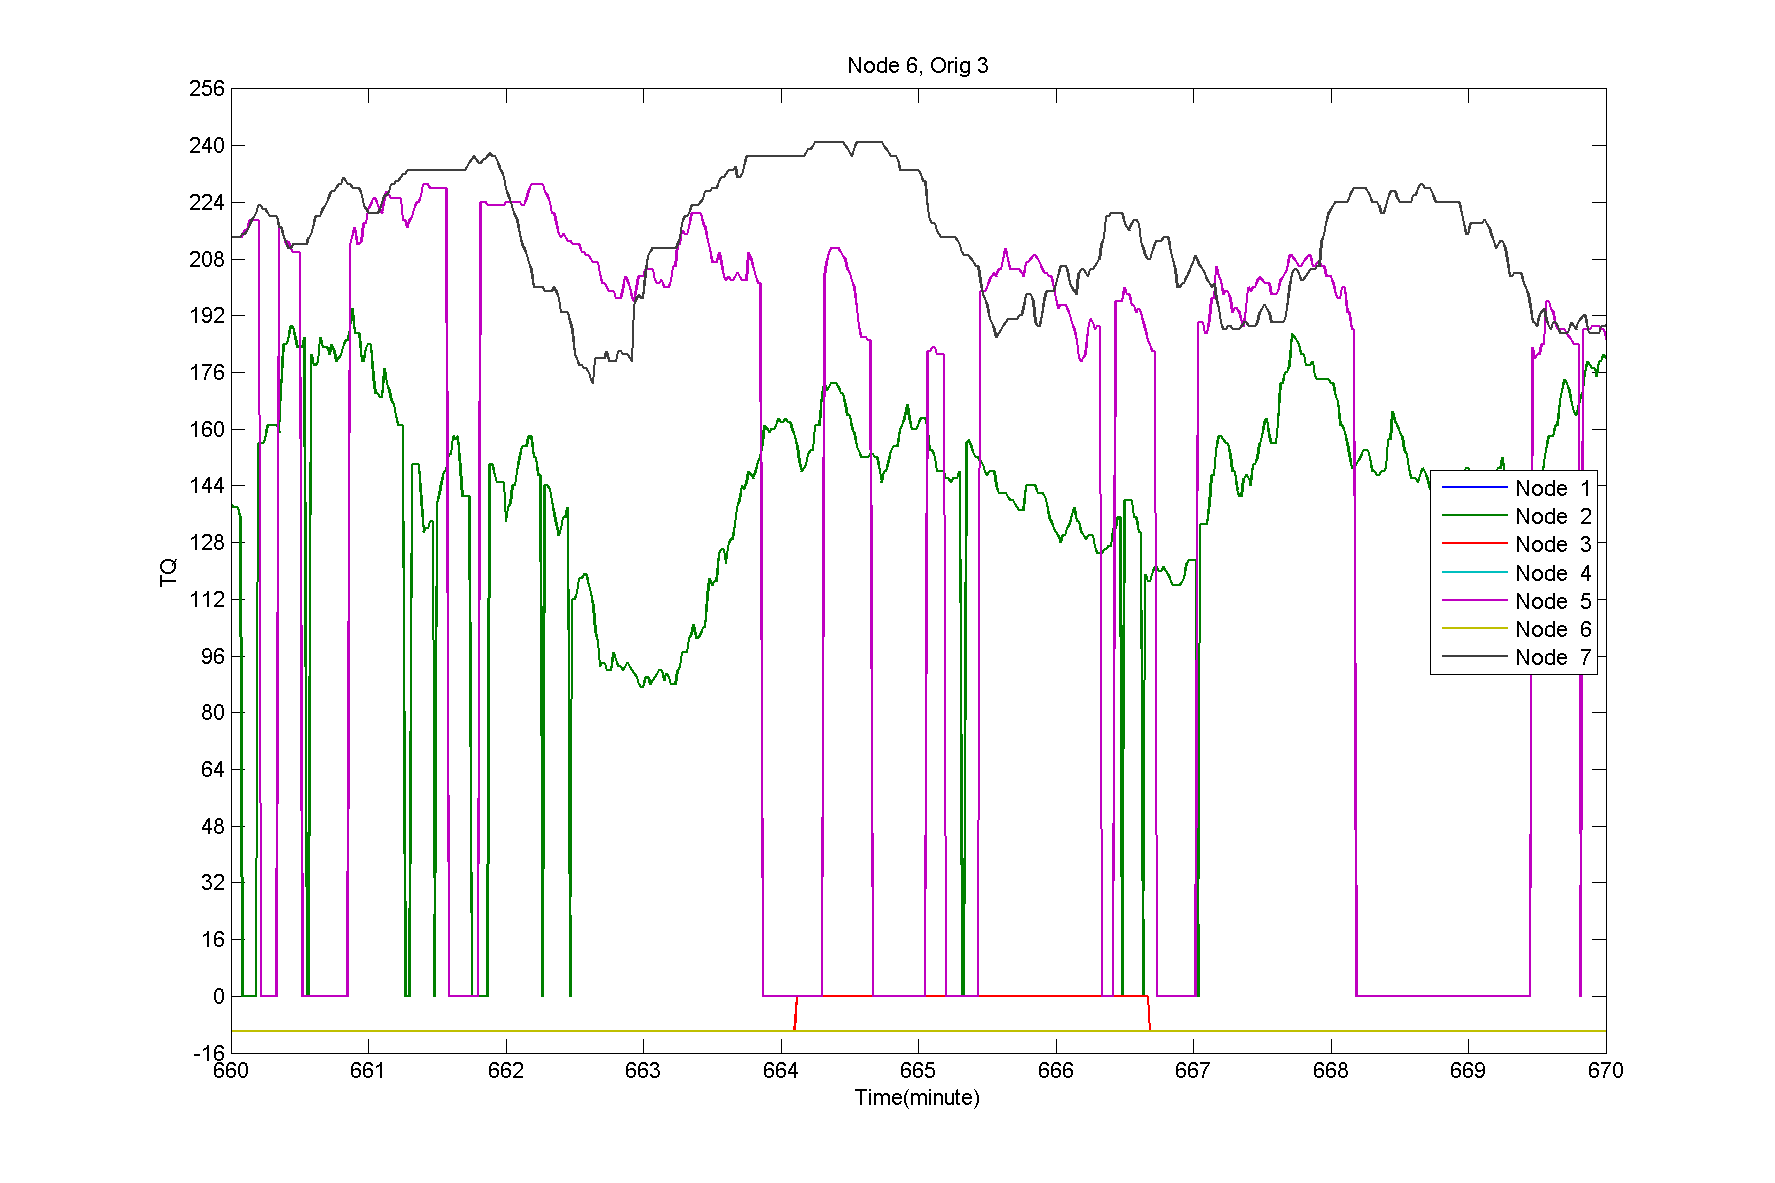 Node 6, Orig 3
256
240
224
208
192
176
160
144
128
112
96
80
64
48
32
16
0
-16
TQ
Node 1
Node 2
Node 3
Node 4
Node 5
Node 6
Node 7
660 661 662 663 664 665 666 667 668 669 670
Time(minute)